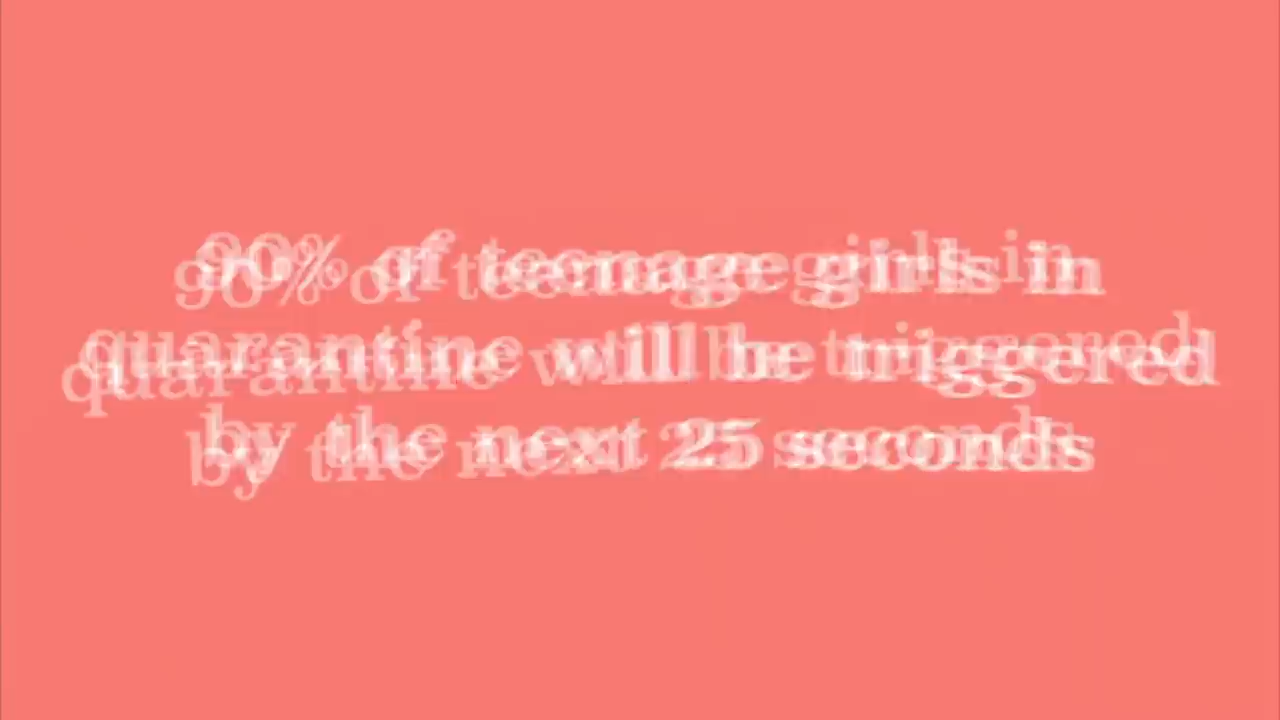 90% of teenage girls in
quarantine will be triggered
by the next 25 seconds